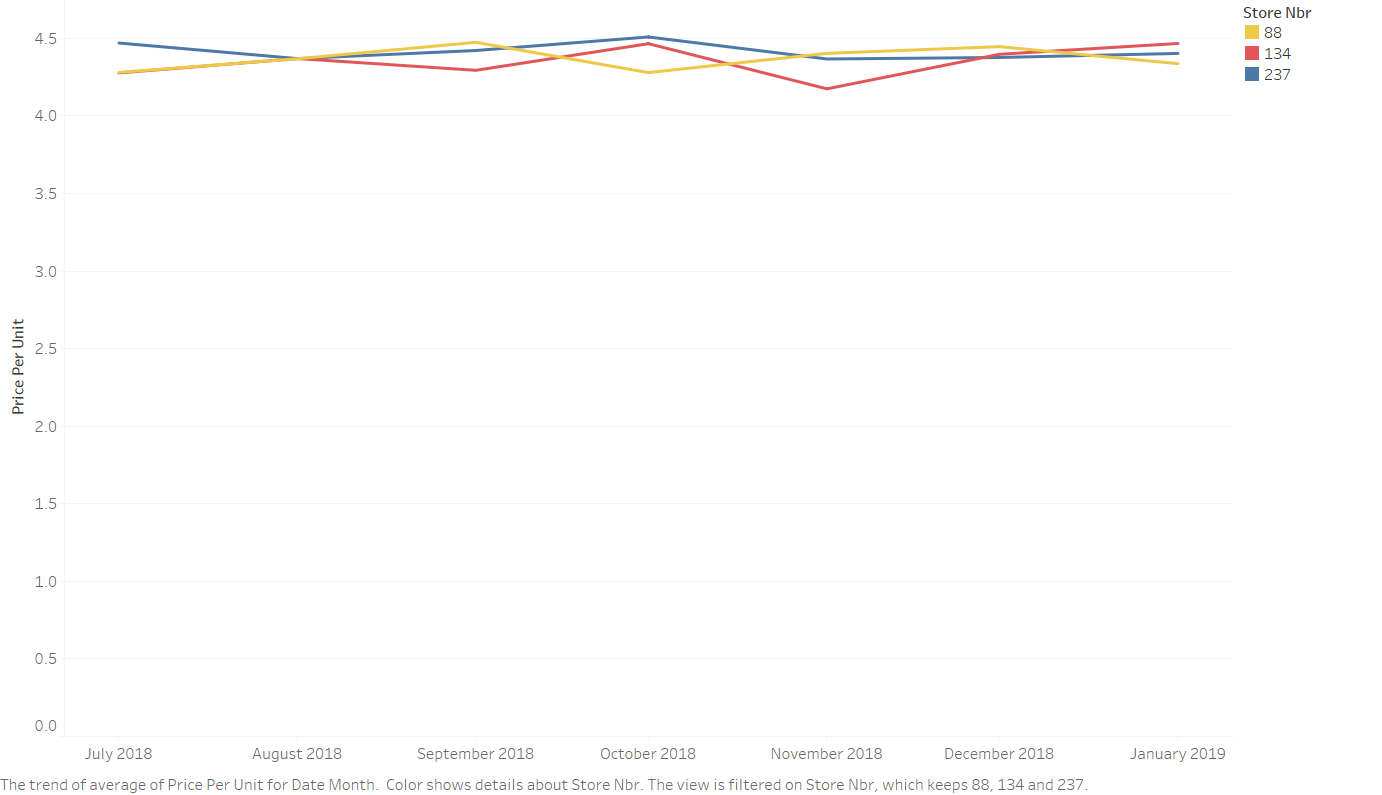 Store Nbr
88
134
237
Price Per Unit
4.5
4.0
3.5
3.0
2.5
2.0
1.5
1.0
0.5
0.0
July 2018
August 2018
September 2018
October 2018
November 2018
December 2018
January 2019
The trend of average of Price Per Unit for Date Month.  Color shows details about Store Nbr. The view is filtered on Store Nbr, which keeps 88, 134 and 237.